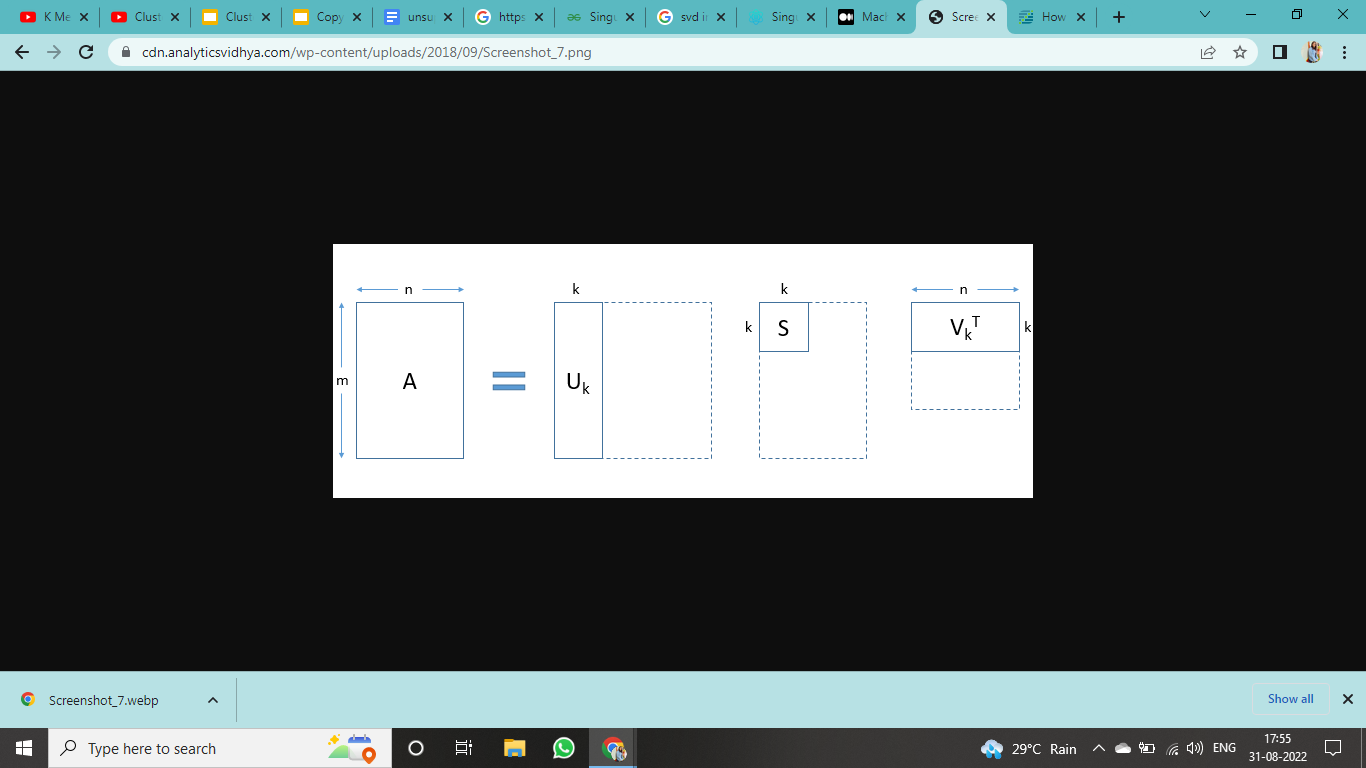 K Me
Clust
Clust
Copy
unsu
https
Singu
svd in
Singu
Mach
Scree
How
cdn.analyticsvidhya.com/wp-content/uploads/2018/09/Screenshot_7.png
n k k n
m A = Uk k S VkT k
Screenshot_7.webp
Show all
Type here to search
29°C Rain
ENG
17:55
31-08-2022